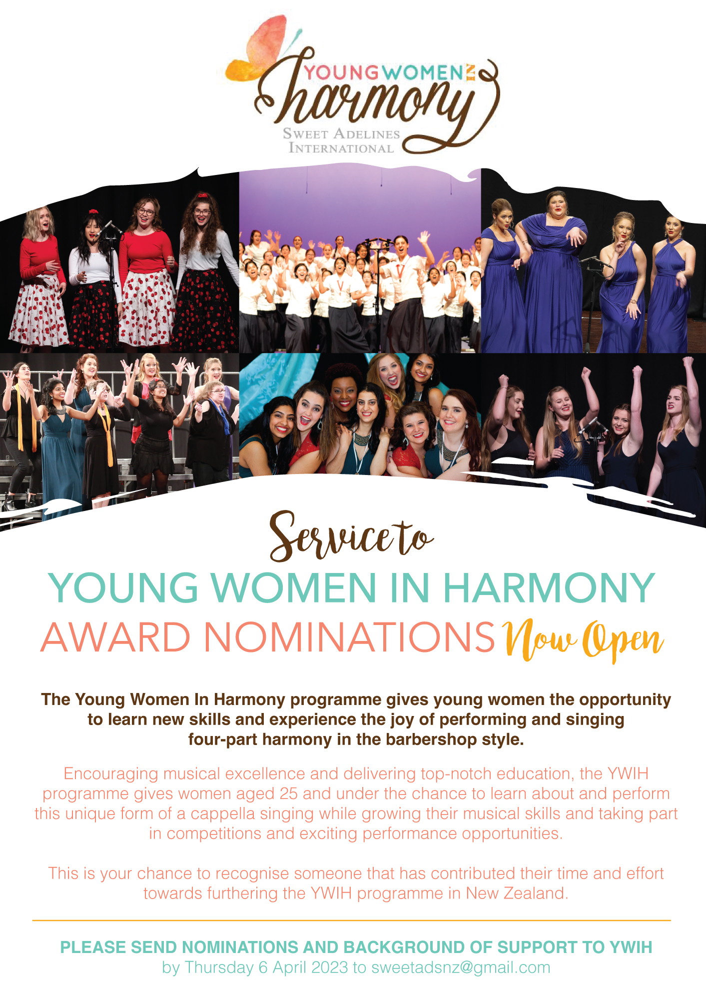 YOUNG WOMEN IN
harmony
SWEET ADELINES
INTERNATIONAL
Service to
YOUNG WOMEN IN HARMONY
AWARD NOMINATIONS Now Open
The Young Women In Harmony programme gives young women the opportunity
to learn new skills and experience the joy of performing and singing
four-part harmony in the barbershop style.
Encouraging musical excellence and delivering top-notch education, the YWIH
programme gives women aged 25 and under the chance to learn about and perform
this unique form of a cappella singing while growing their musical skills and taking part
in competitions and exciting performance opportunities.
This is your chance to recognise someone that has contributed their time and effort
towards furthering the YWIH programme in New Zealand.
PLEASE SEND NOMINATIONS AND BACKGROUND OF SUPPORT TO YWIH
by Thursday 6 April 2023 to sweetadsnz@gmail.com